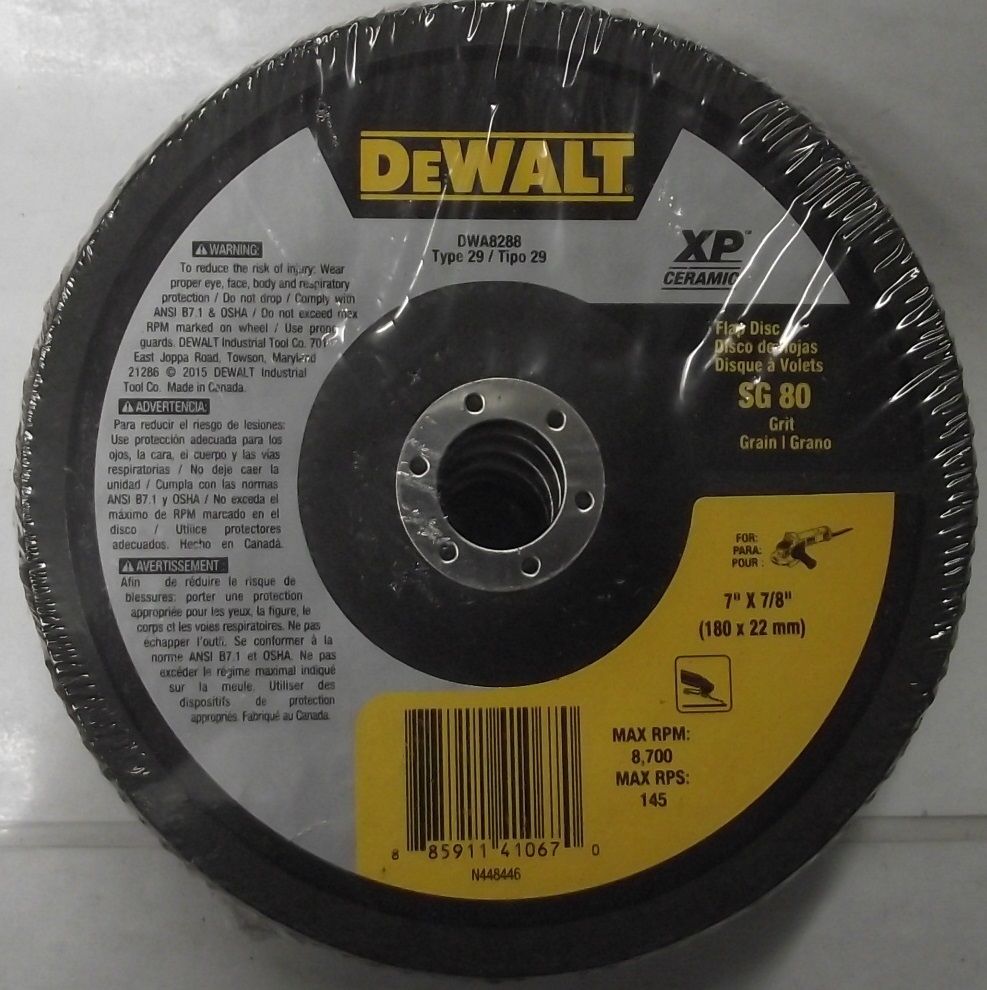 DEWALT
DWA8288
Type 29 / Tipo 29
XP™
CERAMIC
WARNING:
To reduce the risk of injury: Wear
proper eye, face, body and respiratory
protection / Do not drop / Comply with
ANSI B7.1 & OSHA / Do not exceed max
RPM marked on wheel / Use proper
guards. DEWALT Industrial Tool Co. 701
East Joppa Road, Towson, Maryland
21286 © 2015 DEWALT Industrial
Tool Co. Made in Canada.
ADVERTENCIA:
Para reducir el riesgo de lesiones:
Use protección adecuada para los
ojos, la cara, el cuerpo y las vías
respiratorias / No deje caer la
unidad / Cumpla con las normas
ANSI B7.1 y OSHA / No exceda el
máximo de RPM marcado en el
disco / Utilice protectores
adecuados. Hecho en Canadá.
AVERTISSEMENT :
Afin de réduire le risque de
blessures: porter une protection
appropriée pour les yeux, la figure, le
corps et les voies respiratoires. Ne pas
échapper l'outil. Se conformer à la
norme ANSI B7.1 et OSHA. Ne pas
excéder le régime maximal indiqué
sur la meule. Utiliser des
dispositifs de protection
appropriés. Fabriqué au Canada.
Flap Disc
Disco de Hojas
Disque à Volets
SG 80
Grit
Grain | Grano
FOR:
PARA:
POUR :
7" X 7/8"
(180 x 22 mm)
MAX RPM:
8,700
MAX RPS:
145
8 85911 41067 0
N448446